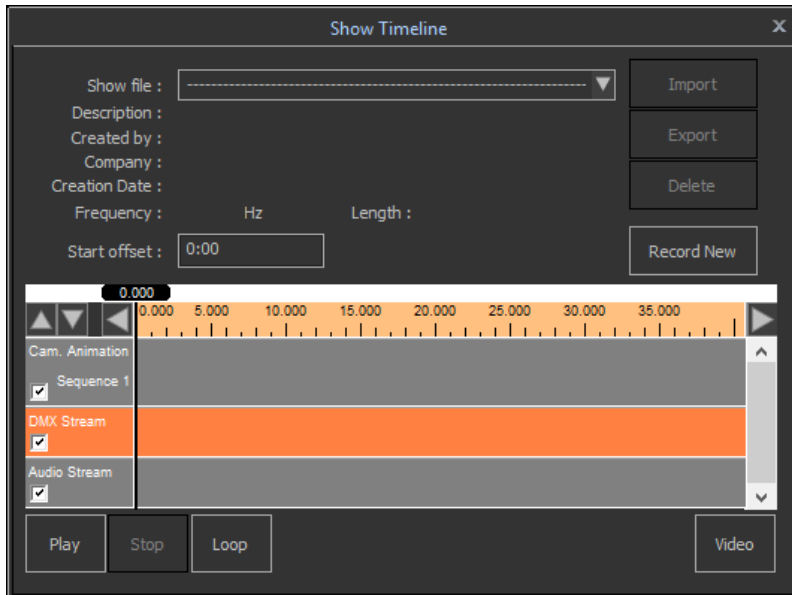 Show Timeline x
Show file : ------------------------------------------------------------------
Import
Description :
Created by :
Export
Company :
Creation Date :
Delete
Frequency : Hz Length :
Start offset : 0:00
Record New
0.000
0.000 5.000 10.000 15.000 20.000 25.000 30.000 35.000
Cam. Animation
Sequence 1
DMX Stream
Audio Stream
Play Stop Loop Video